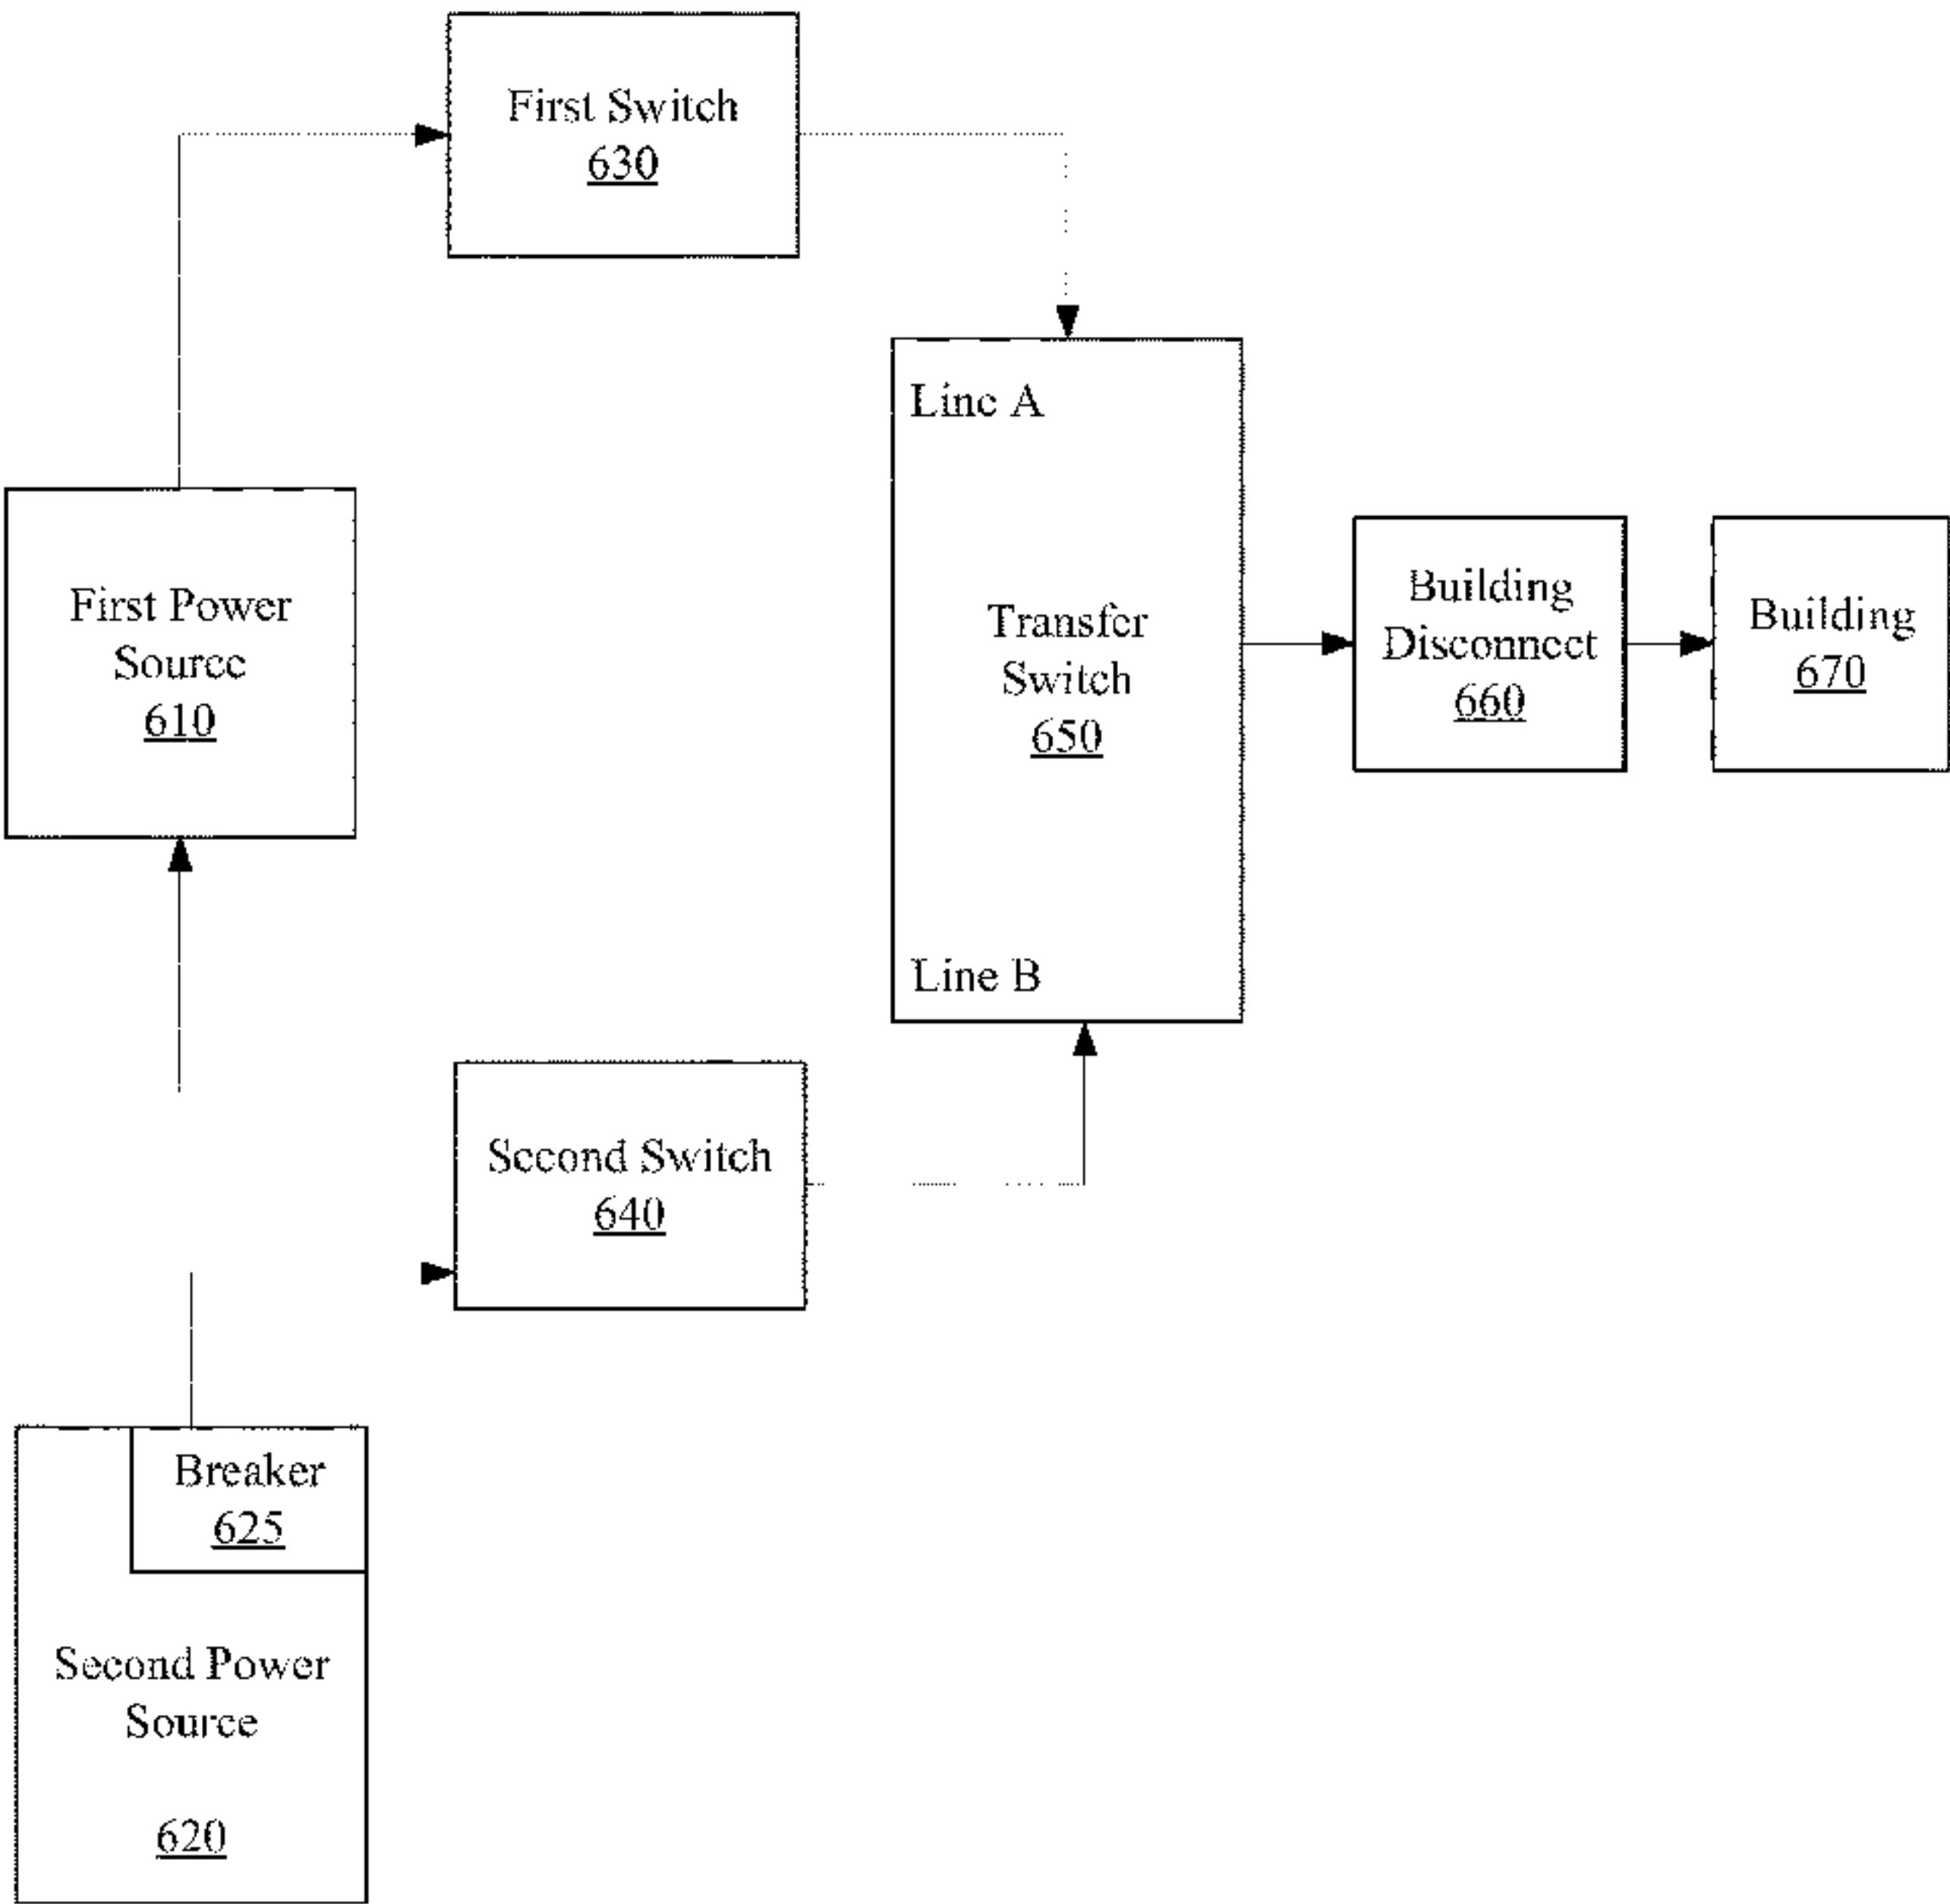 First Switch
630
Line A
First Power
Source
610
Transfer
Switch
650
Building
Disconnect
660
Building
670
Line B
Second Switch
640
Breaker
625
Second Power
Source
620